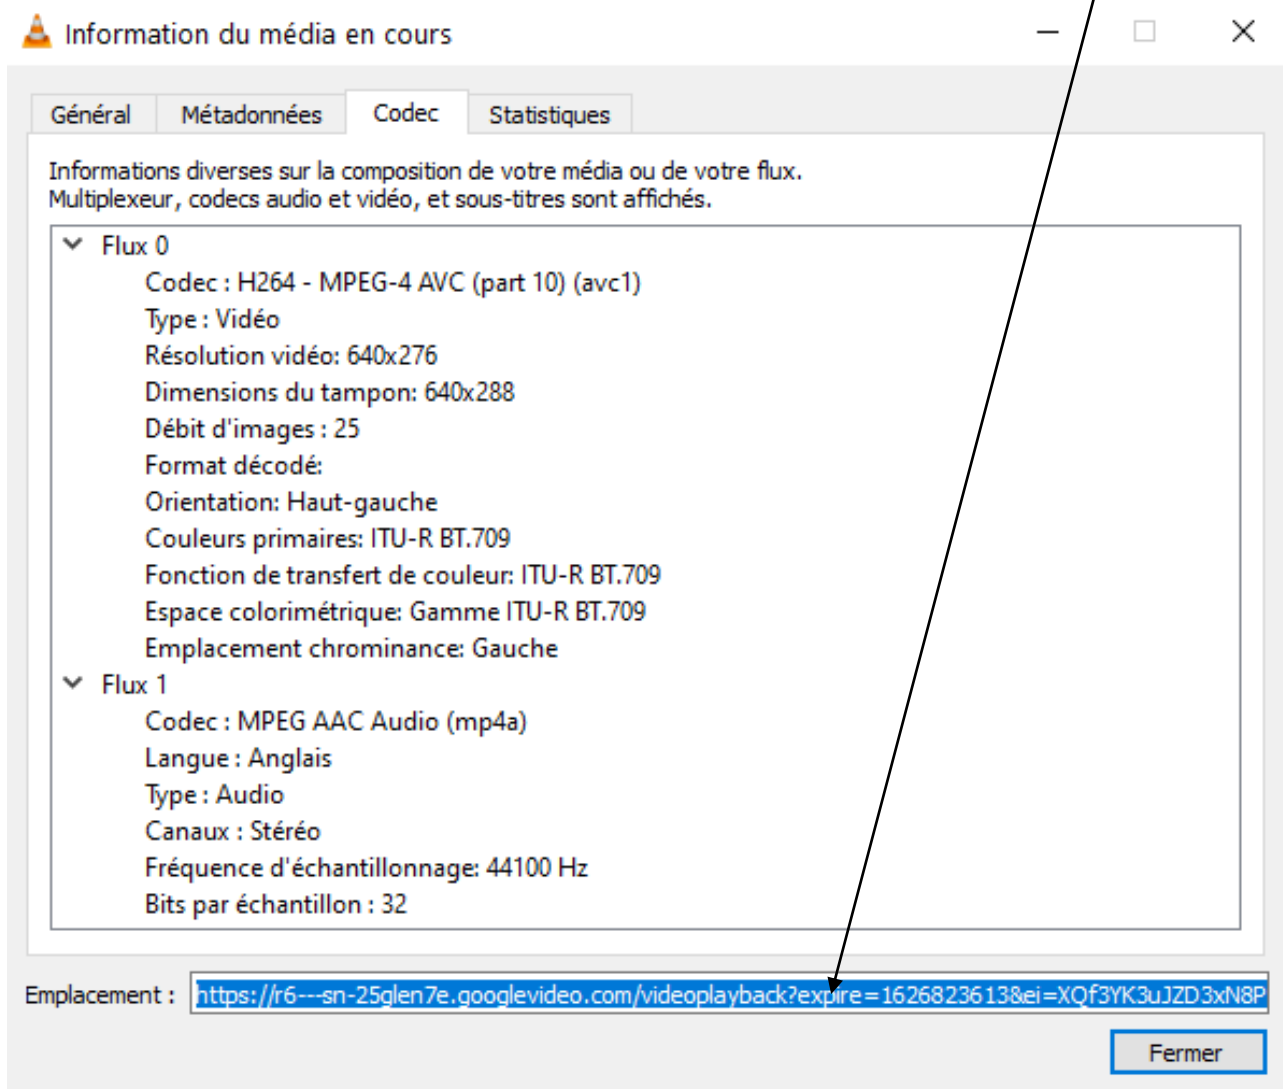 Information du média en cours
Général Métadonnées Codec Statistiques
Informations diverses sur la composition de votre média ou de votre flux.
Multiplexeur, codecs audio et vidéo, et sous-titres sont affichés.
Flux 0
Codec : H264 - MPEG-4 AVC (part 10) (avc1)
Type : Vidéo
Résolution vidéo: 640x276
Dimensions du tampon: 640x288
Débit d'images : 25
Format décodé:
Orientation: Haut-gauche
Couleurs primaires: ITU-R BT.709
Fonction de transfert de couleur: ITU-R BT.709
Espace colorimétrique: Gamme ITU-R BT.709
Emplacement chrominance: Gauche
Flux 1
Codec : MPEG AAC Audio (mp4a)
Langue : Anglais
Type : Audio
Canaux : Stéréo
Fréquence d'échantillonnage: 44100 Hz
Bits par échantillon : 32
Emplacement : https://r6---sn-25glen7e.googlevideo.com/videoplayback?expire=1626823613&ei=XQf3YK3uJZD3xN8P
Fermer